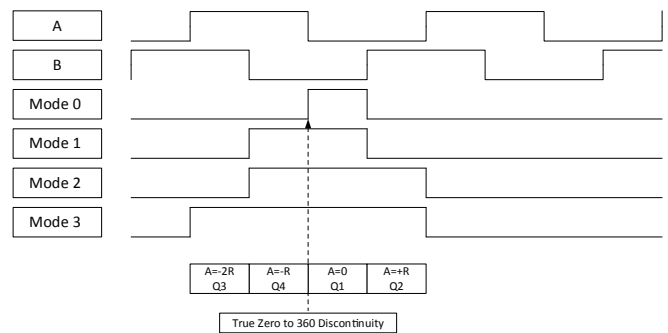 A
B
Mode 0
Mode 1
Mode 2
Mode 3
A=-2R
Q3
A=-R
Q4
A=0
Q1
A=+R
Q2
True Zero to 360 Discontinuity